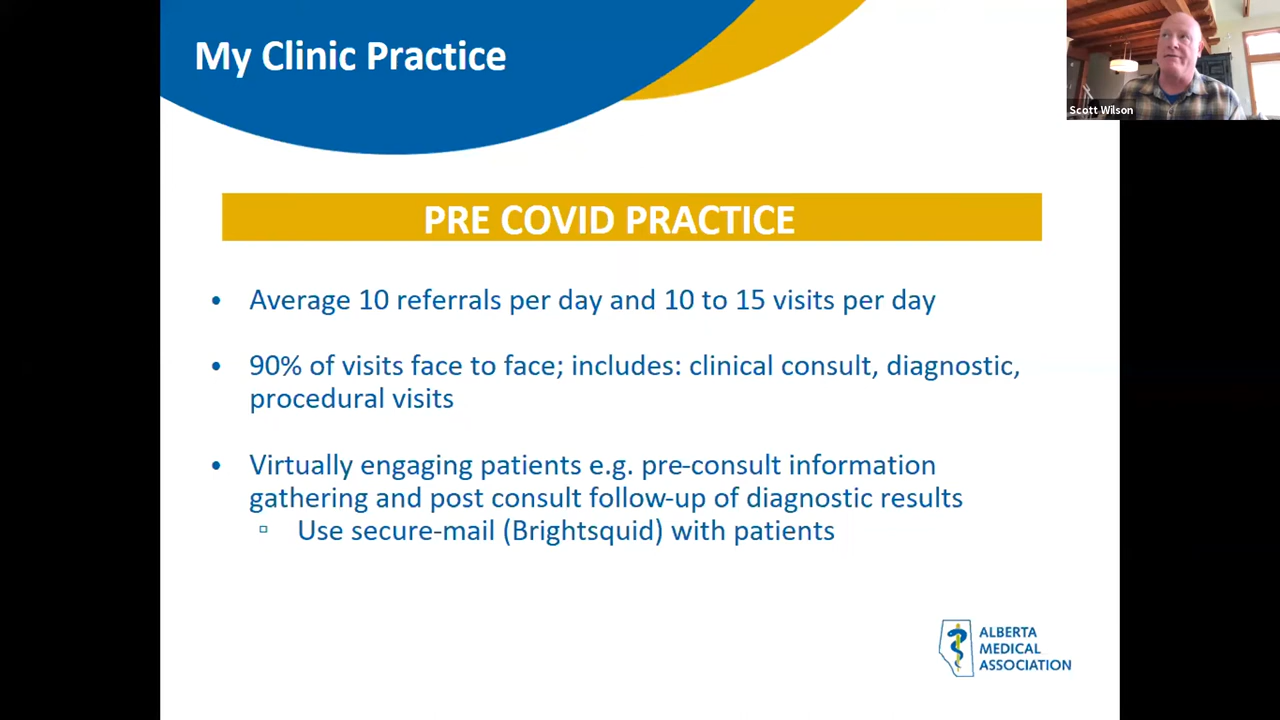 My Clinic Practice
Scott Wilson
PRE COVID PRACTICE
• Average 10 referrals per day and 10 to 15 visits per day
• 90% of visits face to face; includes: clinical consult, diagnostic,
procedural visits
• Virtually engaging patients e.g. pre-consult information
gathering and post consult follow-up of diagnostic results
▫ Use secure-mail (Brightsquid) with patients
ALBERTA
MEDICAL
ASSOCIATION